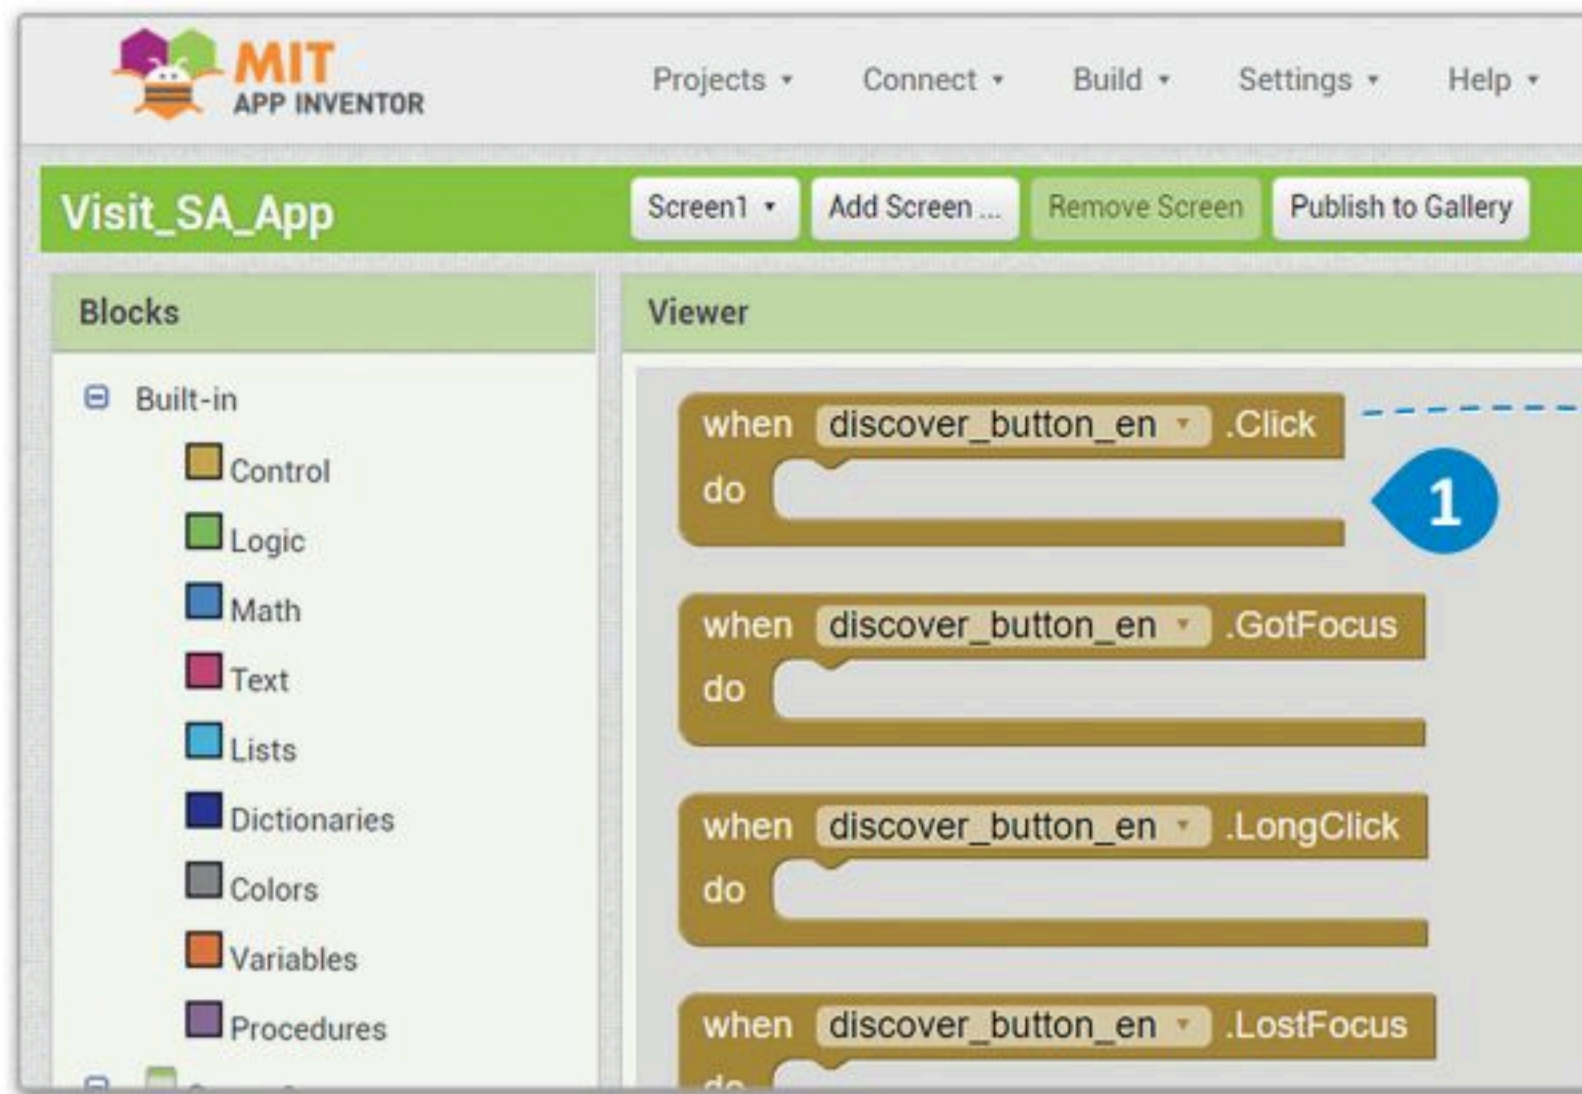 MIT
APP INVENTOR
Projects Connect Build Settings Help
Visit_SA_App
Screen1 Add Screen ... Remove Screen Publish to Gallery
Blocks
Viewer
Built-in
Control
Logic
Math
Text
Lists
Dictionaries
Colors
Variables
Procedures
when discover_button_en .Click
do
1
when discover_button_en .GotFocus
do
when discover_button_en .LongClick
do
when discover_button_en .LostFocus
do